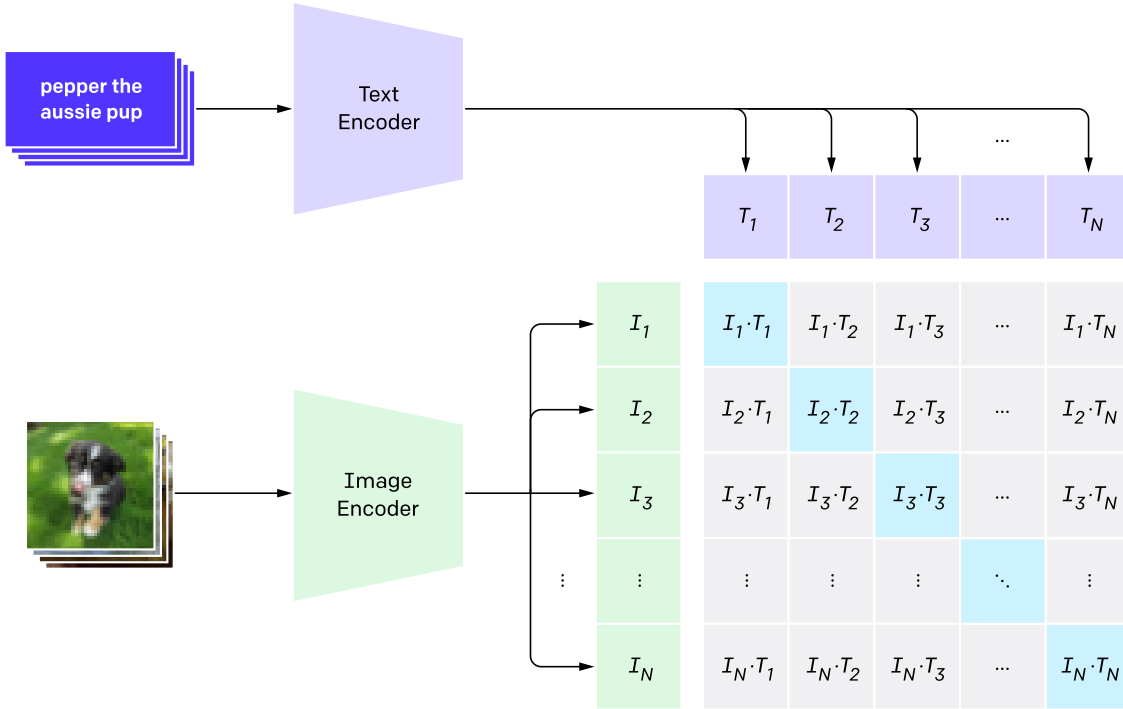 pepper the
aussie pup
Text
Encoder
...
T1 T2 T3 ... TN
I1 I1·T1 I1·T2 I1·T3 ... I1·TN
I2 I2·T1 I2·T2 I2·T3 ... I2·TN
Image
Encoder
I3 I3·T1 I3·T2 I3·T3 ... I3·TN
⋮ ⋮ ⋮ ⋮ ⋮ ⋱ ⋮
IN IN·T1 IN·T2 IN·T3 ... IN·TN